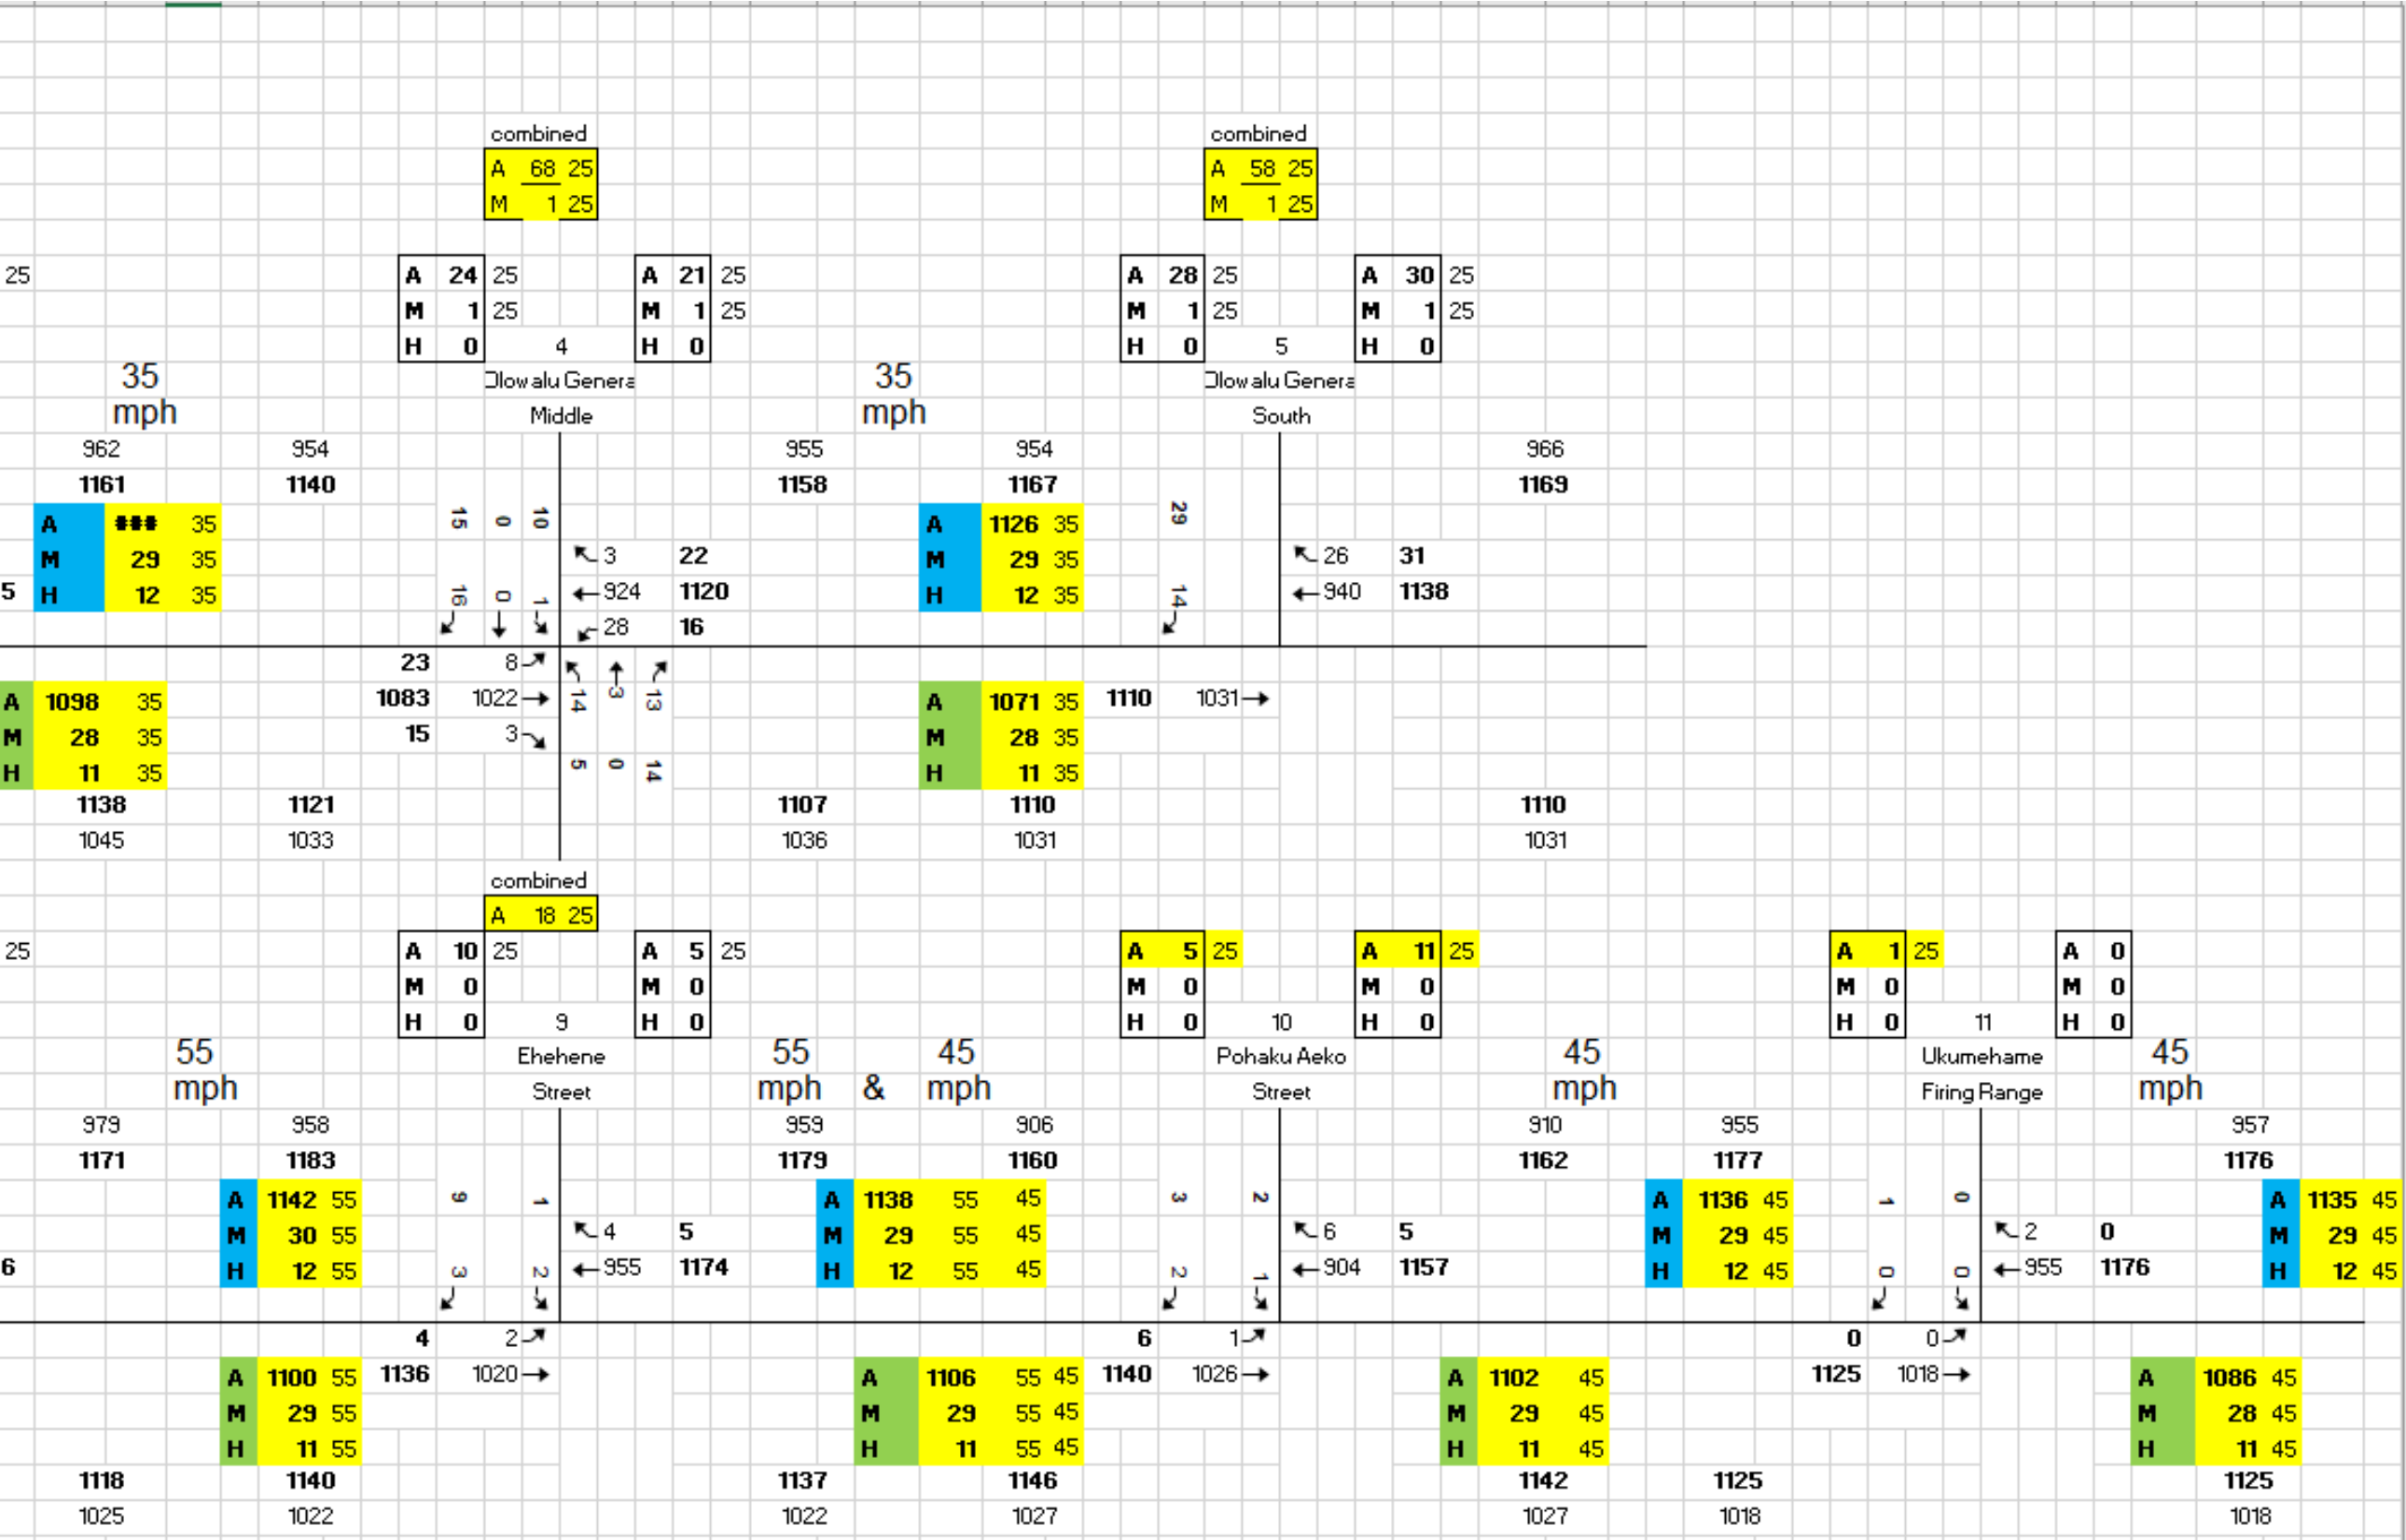 combined combined
A 68 25 A 58 25
M 1 25 M 1 25
25 A 24 25 A 21 25 A 28 25 A 30 25
M 1 25 M 1 25 M 1 25 M 1 25
H 0 4 H 0 H 0 5 H 0
35 Olowalu Genera 35 Olowalu Genera
mph Middle mph South
962 954 955 954 966
1161 1140 1158 1167 1169
A ### 35 15 0 10 A 1126 35 29
M 29 35 3 22 M 29 35 26 31
5 H 12 35 16 0 1 ←924 1120 H 12 35 14 ←940 1138
28 16
23 8
A 1098 35 1083 1022→ 14 3 13 A 1071 35 1110 1031→
M 28 35 15 3 M 28 35
H 11 35 5 0 14 H 11 35
1138 1121 1107 1110 1110
1045 1033 1036 1031 1031
combined
A 18 25
25 A 10 25 A 5 25 A 5 25 A 11 25 A 1 25 A 0
M 0 M 0 M 0 M 0 M 0 M 0
H 0 9 H 0 H 0 10 H 0 H 0 11 H 0
55 Ehehene 55 45 Pohaku Aeko 45 Ukumehame 45
mph Street mph & mph Street mph Firing Range mph
979 958 959 906 910 955 957
1171 1183 1179 1160 1162 1177 1176
A 1142 55 9 1 A 1138 55 45 3 2 A 1136 45 1 0 A 1135 45
M 30 55 4 5 M 29 55 45 6 5 M 29 45 2 0 M 29 45
6 H 12 55 3 2 ←955 1174 H 12 55 45 2 1 ←904 1157 H 12 45 0 0 ←955 1176 H 12 45
4 2 6 1 0 0
A 1100 55 1136 1020→ A 1106 55 45 1140 1026→ A 1102 45 1125 1018→ A 1086 45
M 29 55 M 29 55 45 M 29 45 M 28 45
H 11 55 H 11 55 45 H 11 45 H 11 45
1118 1140 1137 1146 1142 1125 1125
1025 1022 1022 1027 1027 1018 1018